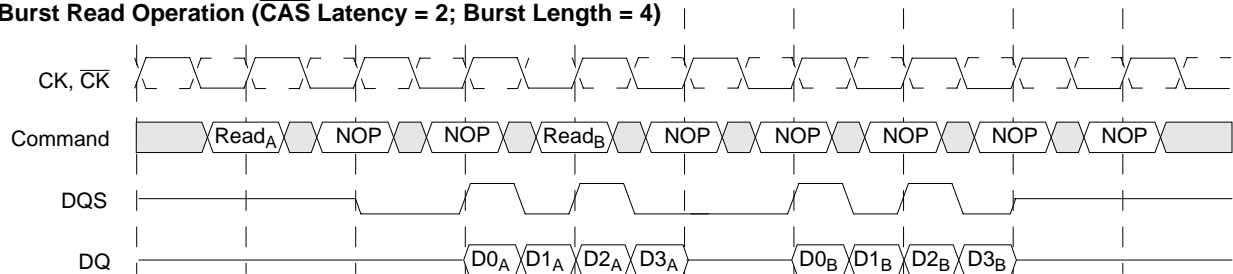 Burst Read Operation (CAS Latency = 2; Burst Length = 4)
CK, CK
Command ReadA NOP NOP ReadB NOP NOP NOP NOP NOP
DQS
DQ D0A D1A D2A D3A D0B D1B D2B D3B